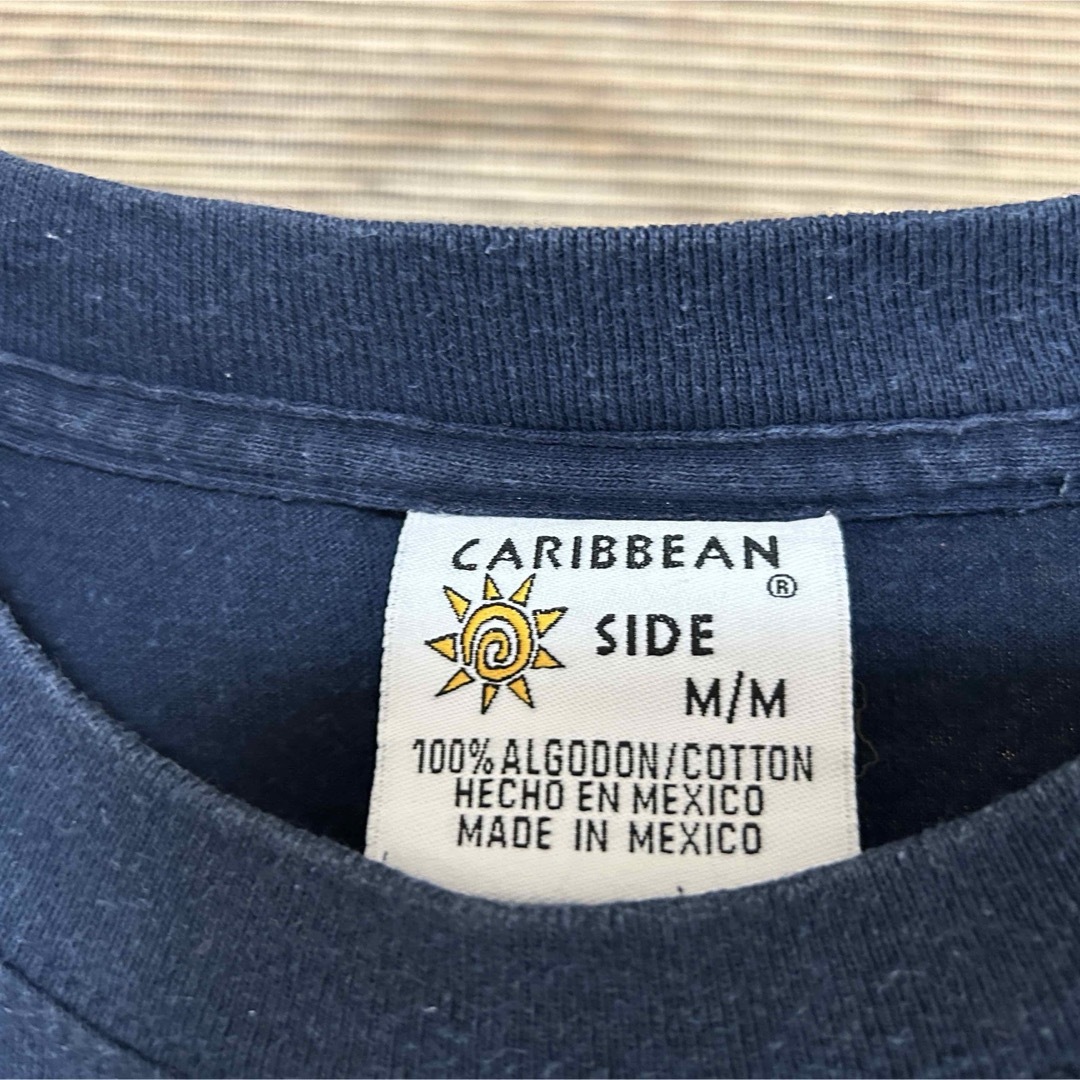 CARIBBEAN
®
SIDE
M/M
100% ALGODON/COTTON
HECHO EN MEXICO
MADE IN MEXICO